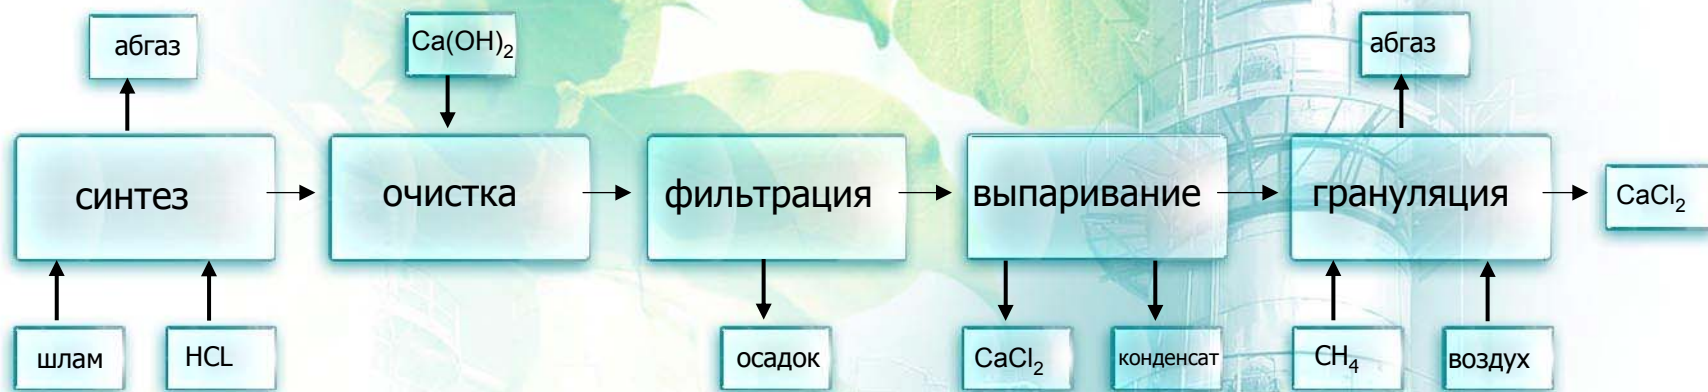 абгаз
Ca(OH)₂
абгаз
синтез
очистка
фильтрация
выпаривание
грануляция
CaCl₂
шлам
HCL
осадок
CaCl₂
конденсат
CH₄
воздух